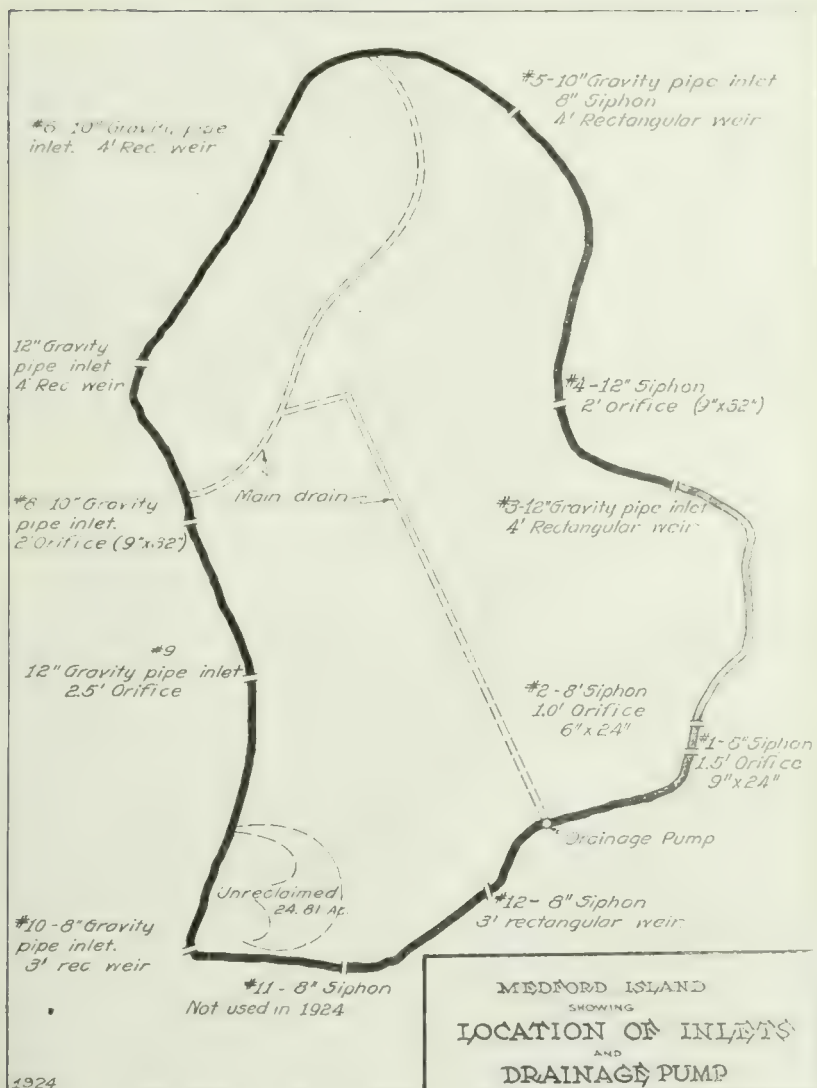 #5-10" Gravity pipe inlet
8" Siphon
4' Rectangular weir
#6 10" Gravity pipe
inlet. 4' Rec. weir
12" Gravity
pipe inlet
4' Rec weir
#4-12" Siphon
2' Orifice (9"x32")
#8 10" Gravity
pipe inlet.
2' Orifice (9"x32")
Main drain
#3-12" Gravity pipe inlet
4' Rectangular weir
#9
12" Gravity pipe inlet
2.5' Orifice
#2-8' Siphon
1.0' Orifice
6" x 24"
#1-6" Siphon
1.5' Orifice
9" x 24"
Drainage Pump
Unreclaimed
24.81 Ac.
#12-8" Siphon
3' rectangular weir
#10-8" Gravity
pipe inlet.
3' rec weir
#11-8" Siphon
Not used in 1924
MEDFORD ISLAND
SHOWING
LOCATION OF INLETS
AND
DRAINAGE PUMP
1924